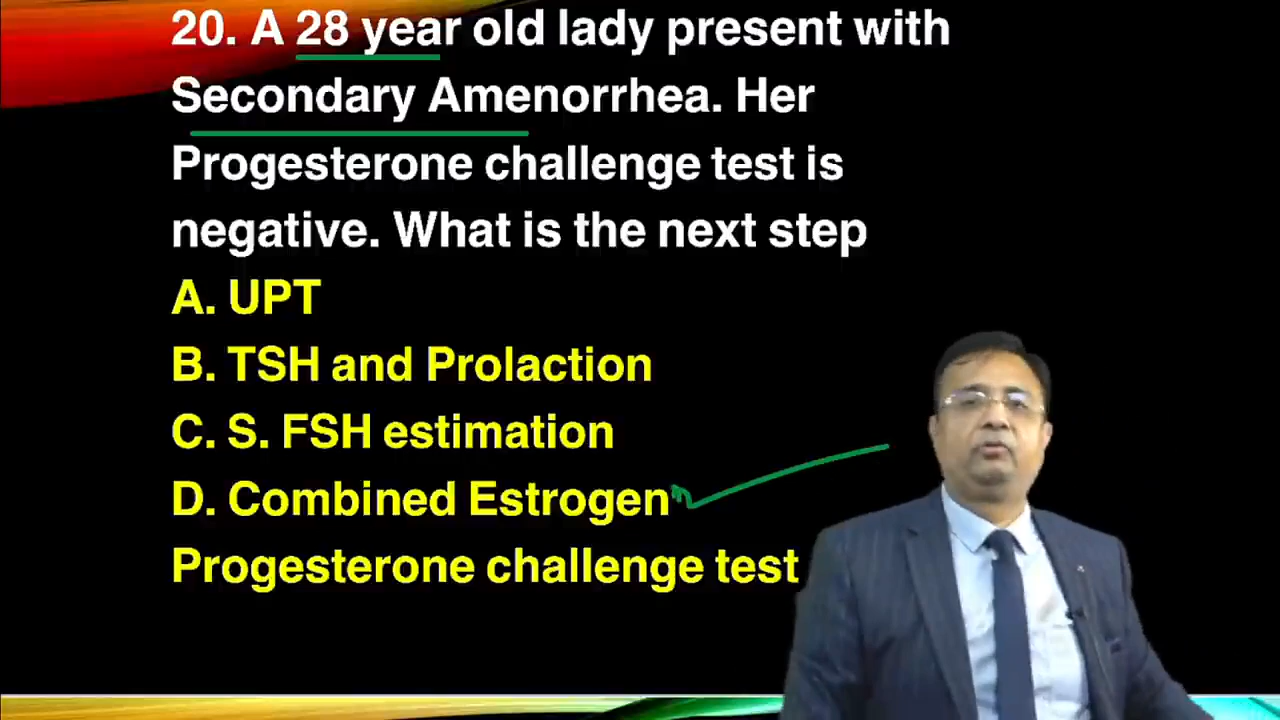 20. A 28 year old lady present with
Secondary Amenorrhea. Her
Progesterone challenge test is
negative. What is the next step
A. UPT
B. TSH and Prolaction
C. S. FSH estimation
D. Combined Estrogen
Progesterone challenge test